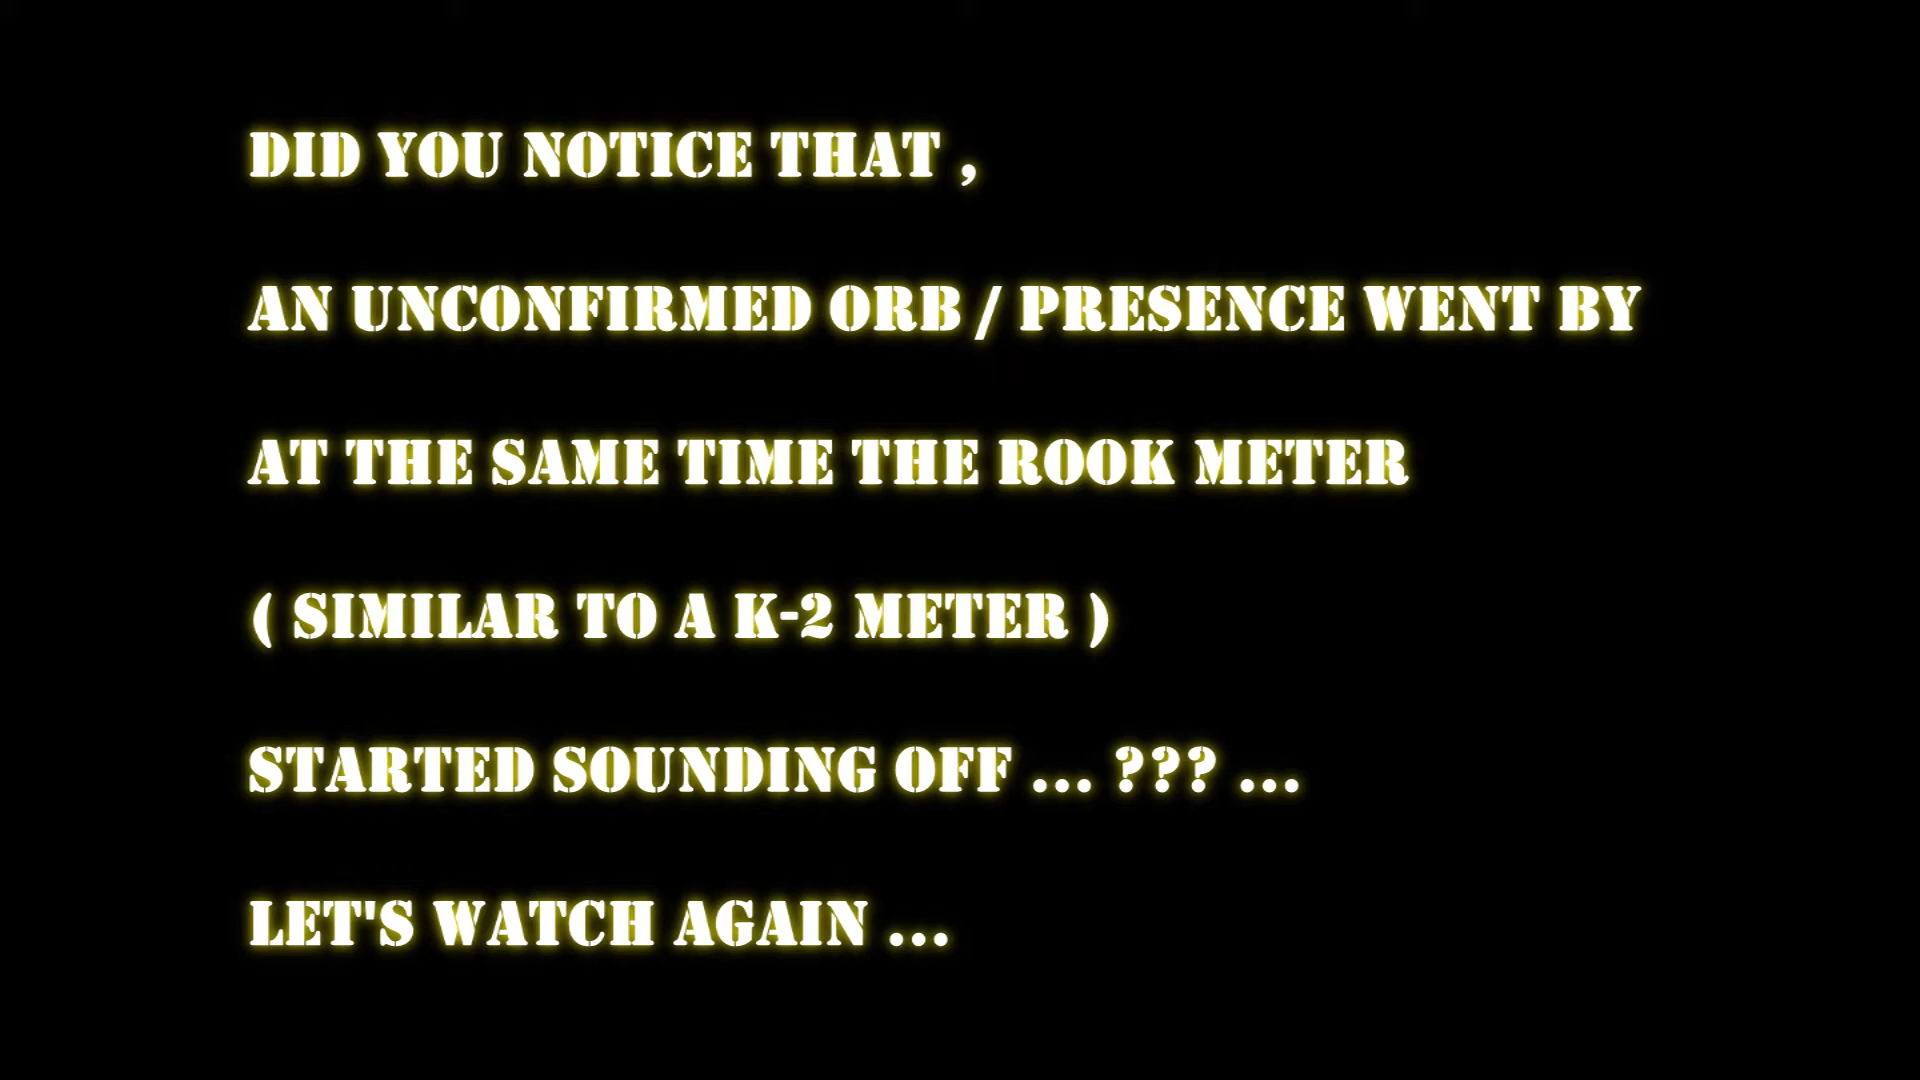 DID YOU NOTICE THAT ,
AN UNCONFIRMED ORB / PRESENCE WENT BY
AT THE SAME TIME THE ROOK METER
( SIMILAR TO A K-2 METER )
STARTED SOUNDING OFF ... ??? ...
LET'S WATCH AGAIN ...